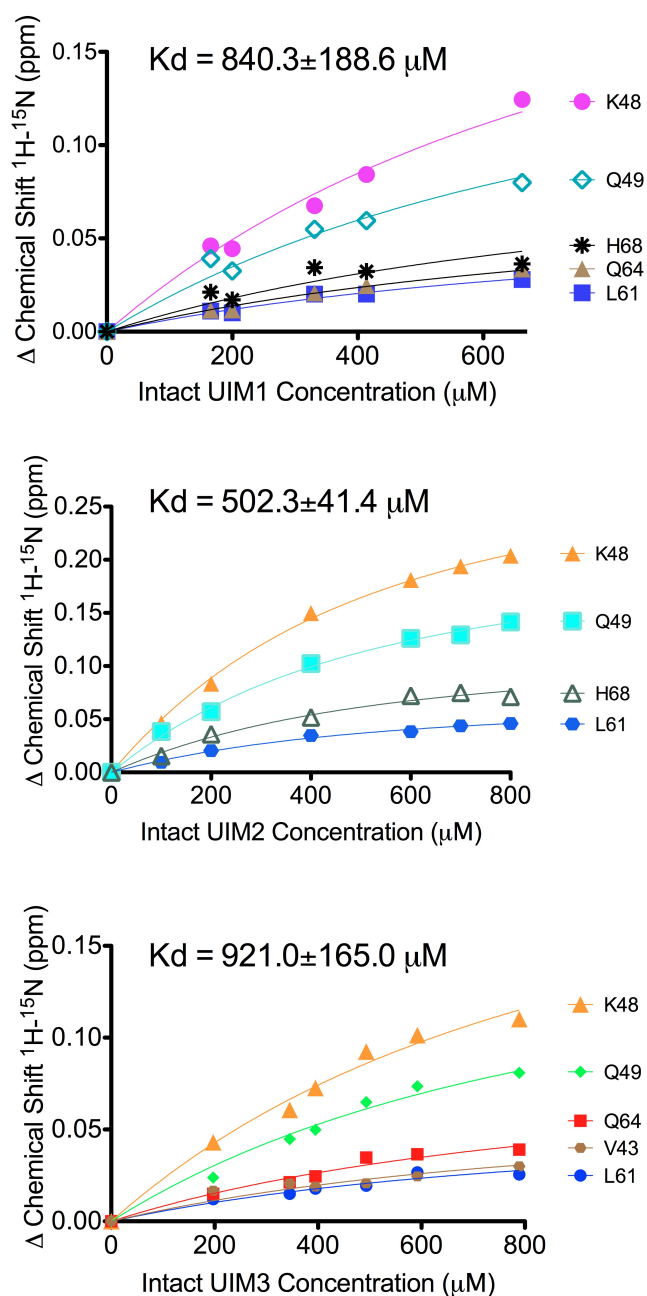 Kd = 840.3±188.6 μM
Δ Chemical Shift ¹H-¹⁵N (ppm)
0.15
0.10
0.05
0.00
0 200 400 600
Intact UIM1 Concentration (μM)
K48
Q49
H68
Q64
L61
Kd = 502.3±41.4 μM
Δ Chemical Shift ¹H-¹⁵N (ppm)
0.25
0.20
0.15
0.10
0.05
0.00
0 200 400 600 800
Intact UIM2 Concentration (μM)
K48
Q49
H68
L61
Kd = 921.0±165.0 μM
Δ Chemical Shift ¹H-¹⁵N (ppm)
0.15
0.10
0.05
0.00
0 200 400 600 800
Intact UIM3 Concentration (μM)
K48
Q49
Q64
V43
L61